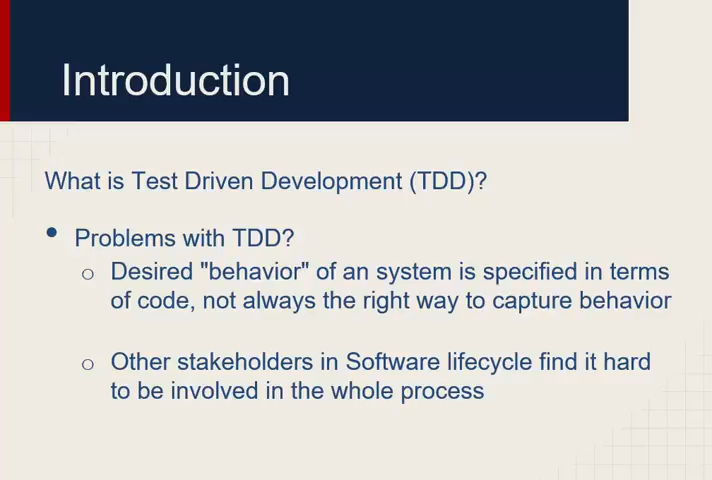 Introduction
What is Test Driven Development (TDD)?
• Problems with TDD?
o Desired "behavior" of an system is specified in terms
of code, not always the right way to capture behavior
o Other stakeholders in Software lifecycle find it hard
to be involved in the whole process